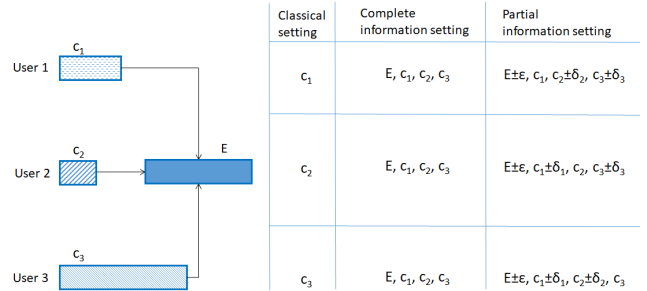 Classical setting
Complete information setting
Partial information setting
c₁
User 1
c₁
E, c₁, c₂, c₃
E±ε, c₁, c₂±δ₂, c₃±δ₃
c₂
E
User 2
c₂
E, c₁, c₂, c₃
E±ε, c₁±δ₁, c₂, c₃±δ₃
c₃
User 3
c₃
E, c₁, c₂, c₃
E±ε, c₁±δ₁, c₂±δ₂, c₃